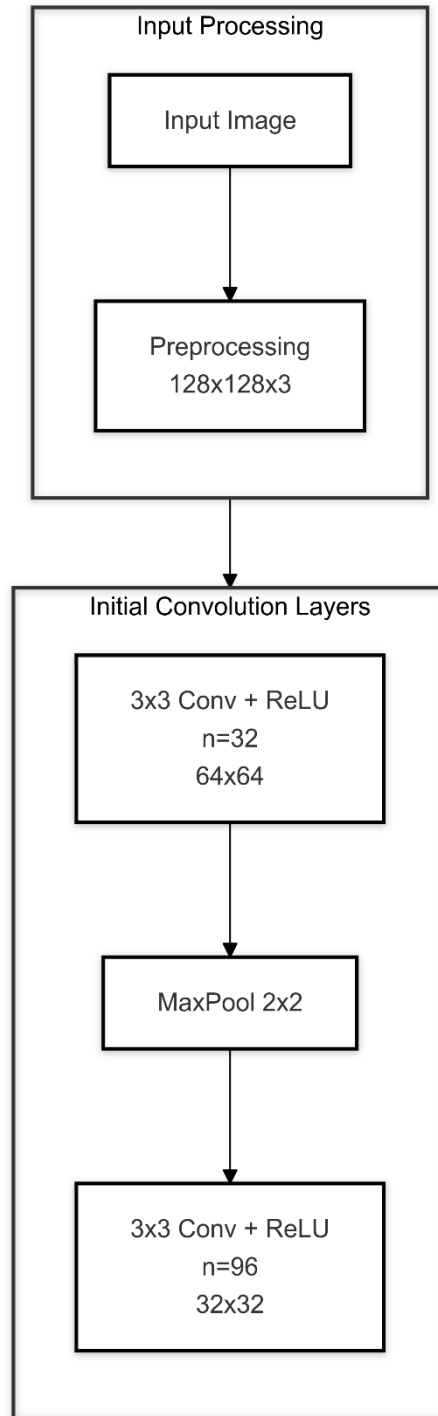 Input Processing
Input Image
Preprocessing
128x128x3
Initial Convolution Layers
3x3 Conv + ReLU
n=32
64x64
MaxPool 2x2
3x3 Conv + ReLU
n=96
32x32